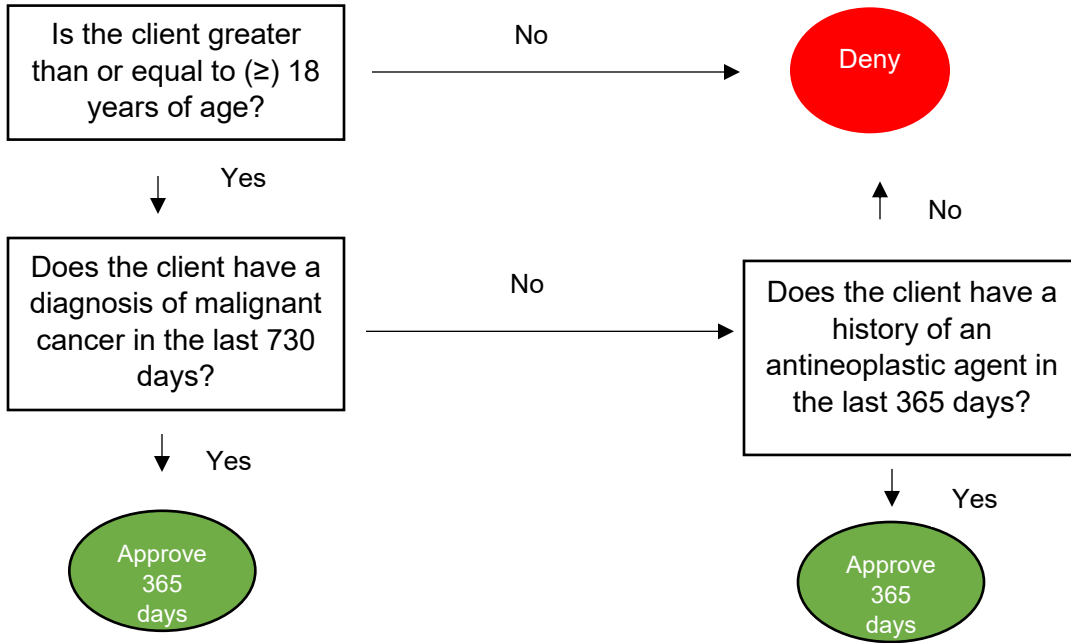 Is the client greater
than or equal to (≥) 18
years of age?
No
Deny
Yes
No
Does the client have a
diagnosis of malignant
cancer in the last 730
days?
No
Does the client have a
history of an
antineoplastic agent in
the last 365 days?
Yes
Yes
Approve
365
days
Approve
365
days